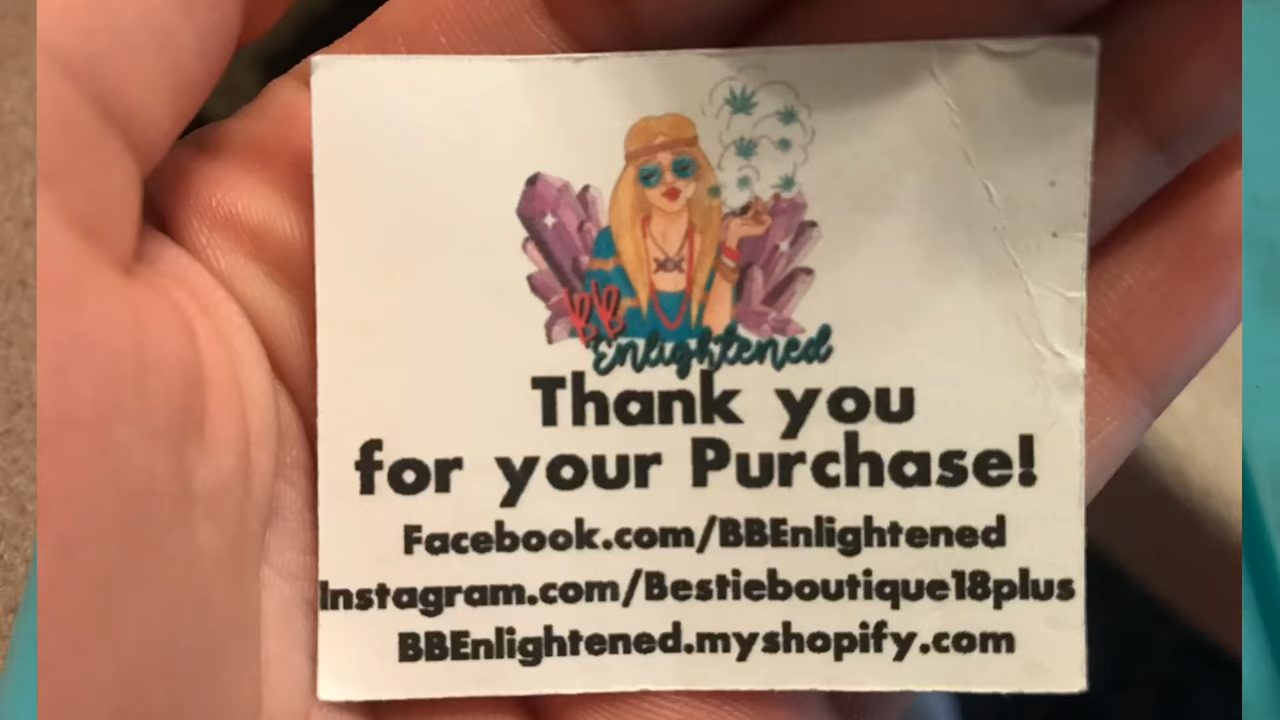 BB
Enlightened
Thank you
for your Purchase!
Facebook.com/BBEnlightened
Instagram.com/Bestieboutique18plus
BBEnlightened.myshopify.com